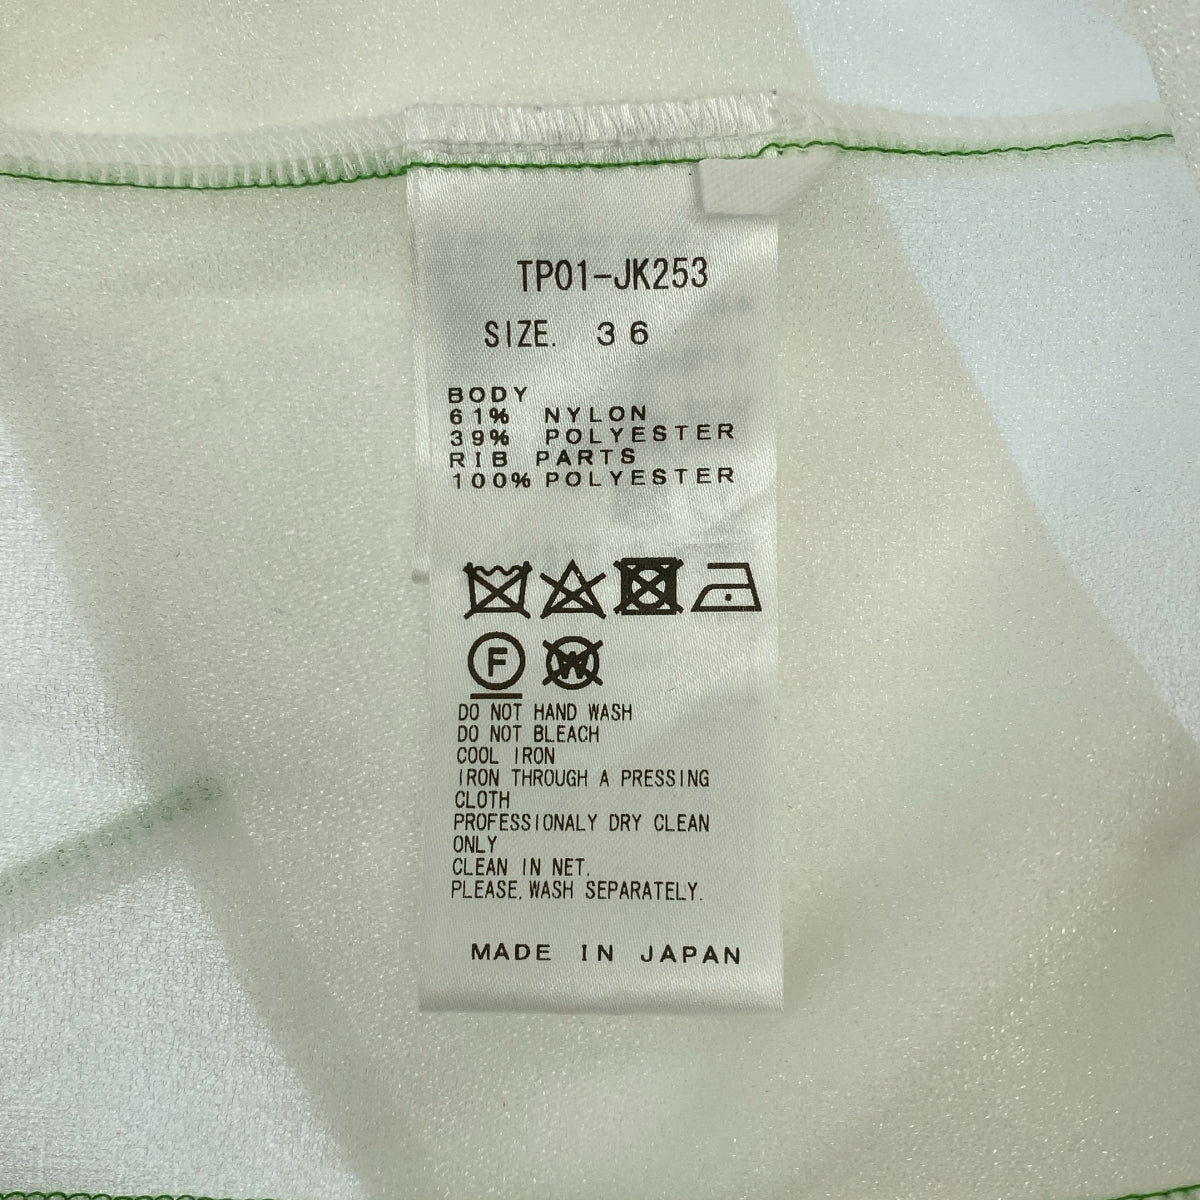 TP01-JK253
SIZE. 36
BODY
61% NYLON
39% POLYESTER
RIB PARTS
100% POLYESTER
F
W
DO NOT HAND WASH
DO NOT BLEACH
COOL IRON
IRON THROUGH A PRESSING
CLOTH
PROFESSIONALY DRY CLEAN
ONLY
CLEAN IN NET.
PLEASE, WASH SEPARATELY.
MADE IN JAPAN